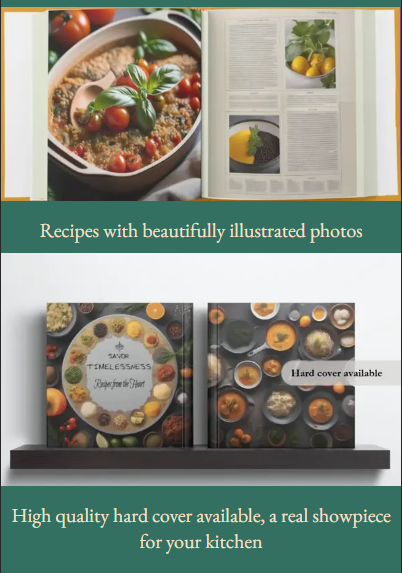 Recipes with beautifully illustrated photos
SAVOR
TIMELESSNESS
Recipes from the Heart
Hard cover available
High quality hard cover available, a real showpiece
for your kitchen